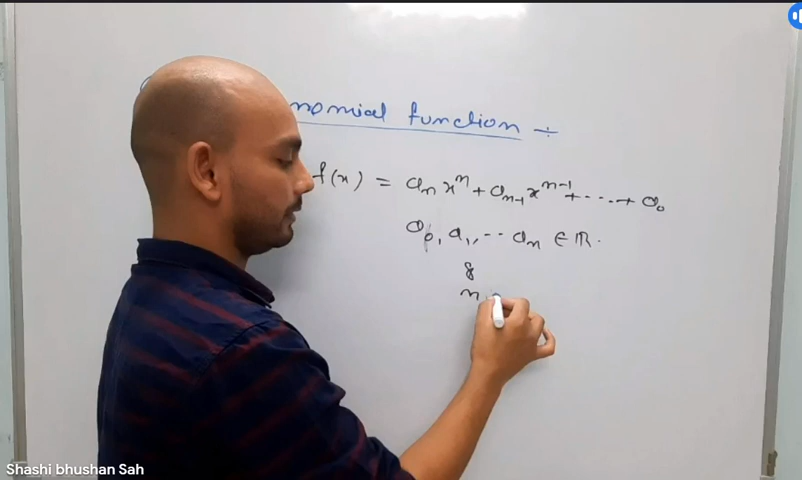 nomial function ÷
f(x) = aₙxⁿ + aₙ₋₁xⁿ⁻¹ + ... + a₀
a₀, a₁, ... aₙ ∈ ℝ.
&
n
Shashi bhushan Sah